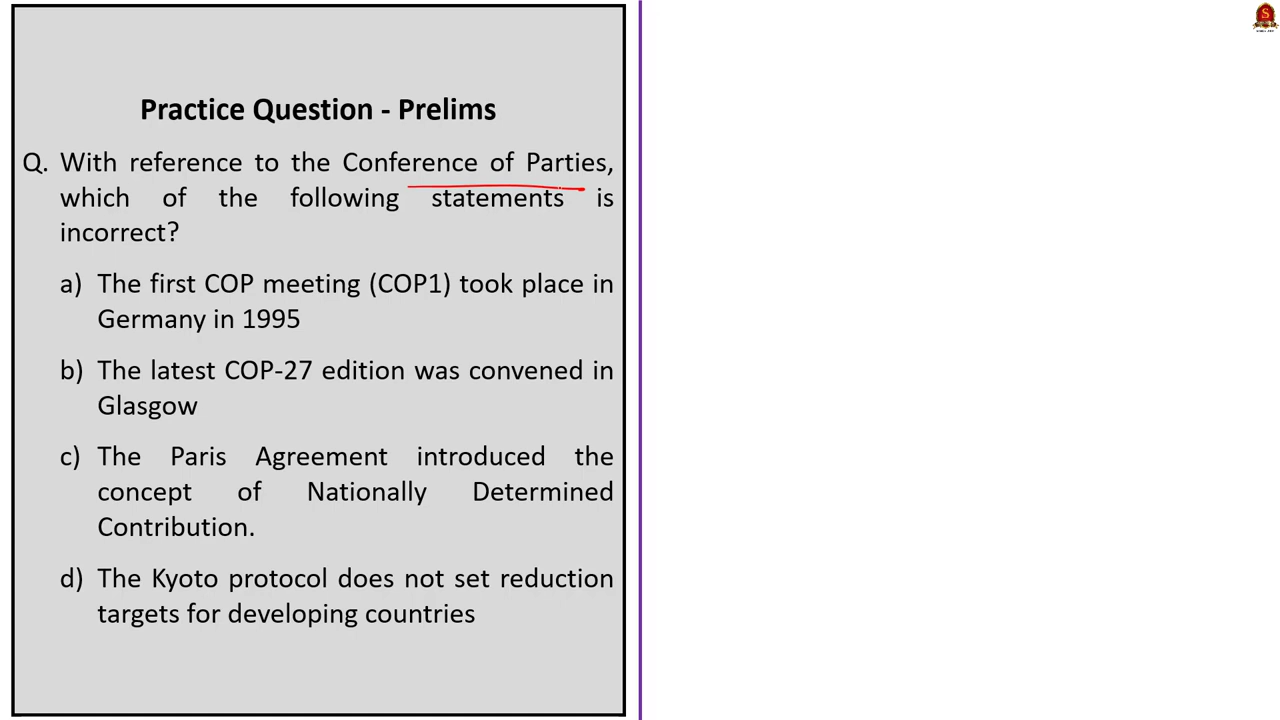 Practice Question - Prelims
Q. With reference to the Conference of Parties,
which of the following statements is
incorrect?
a) The first COP meeting (COP1) took place in
Germany in 1995
b) The latest COP-27 edition was convened in
Glasgow
c) The Paris Agreement introduced the
concept of Nationally Determined
Contribution.
d) The Kyoto protocol does not set reduction
targets for developing countries
S